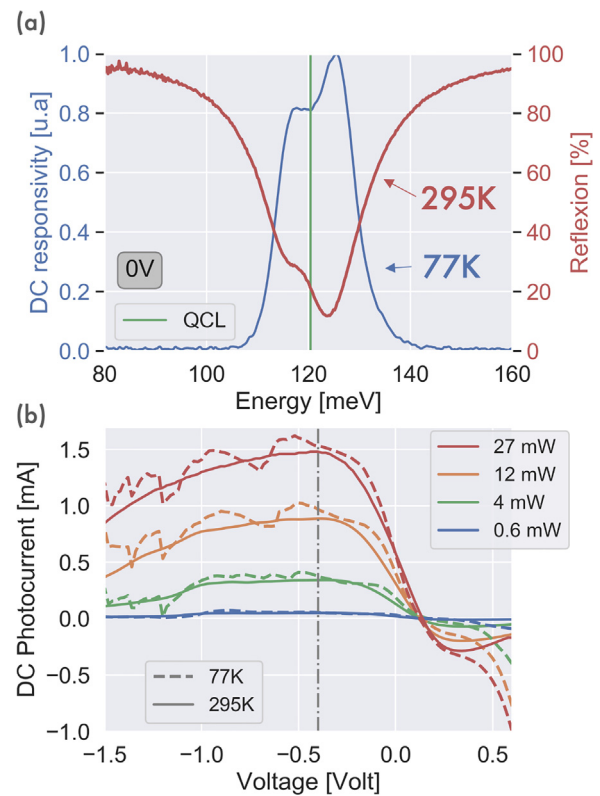 (a)
1.0
0.8
0.6
0.4
0.2
0.0
DC responsivity [u.a]
100
80
60
40
20
0
Reflexion [%]
295K
77K
0V
QCL
80 100 120 140 160
Energy [meV]
(b)
1.5
1.0
0.5
0.0
−0.5
−1.0
DC Photocurrent [mA]
27 mW
12 mW
4 mW
0.6 mW
77K
295K
−1.5 −1.0 −0.5 0.0 0.5
Voltage [Volt]